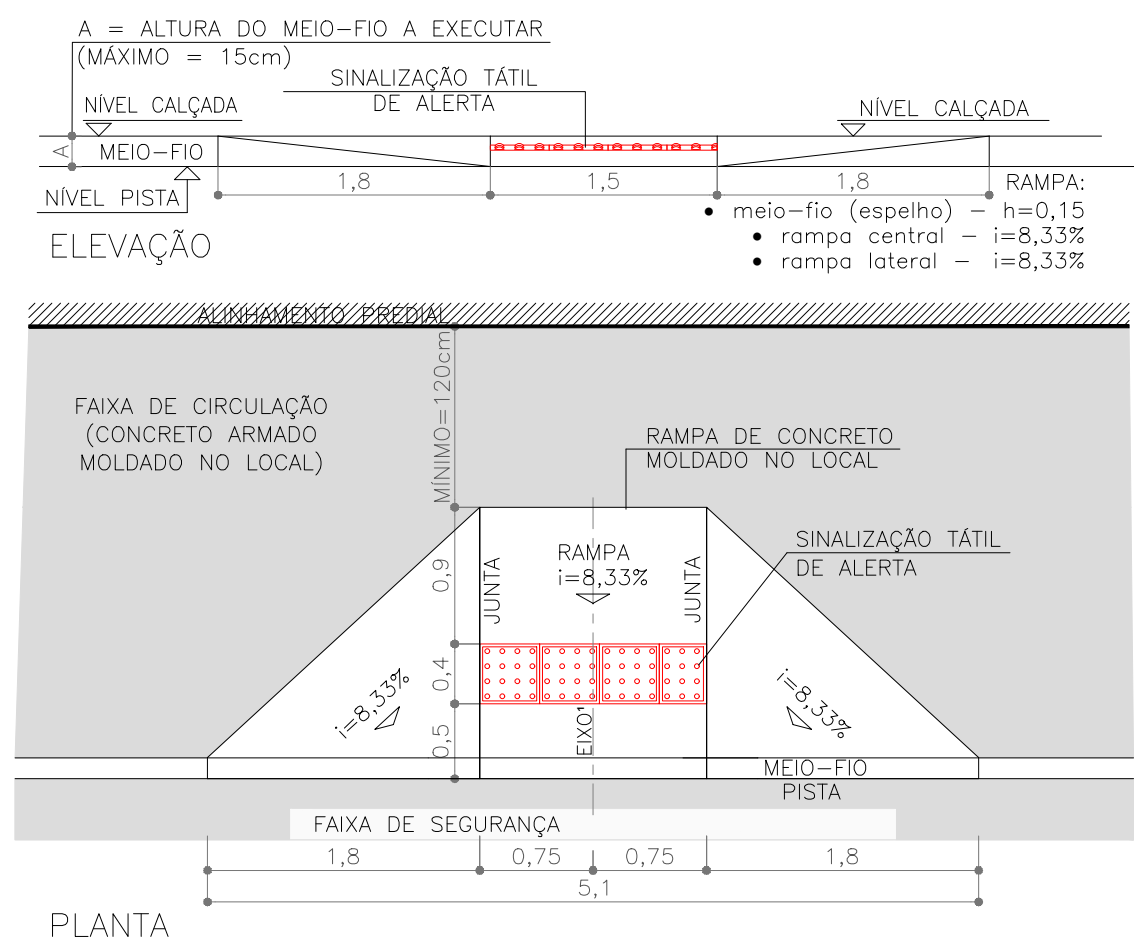 A = ALTURA DO MEIO-FIO A EXECUTAR
(MÁXIMO = 15cm)
SINALIZAÇÃO TÁTIL
DE ALERTA
NÍVEL CALÇADA
NÍVEL CALÇADA
A
MEIO-FIO
NÍVEL PISTA
1,8
1,5
1,8
RAMPA:
• meio-fio (espelho) - h=0,15
• rampa central - i=8,33%
• rampa lateral - i=8,33%
ELEVAÇÃO
ALINHAMENTO PREDIAL
MÍNIMO=120cm
FAIXA DE CIRCULAÇÃO
(CONCRETO ARMADO
MOLDADO NO LOCAL)
RAMPA DE CONCRETO
MOLDADO NO LOCAL
SINALIZAÇÃO TÁTIL
DE ALERTA
RAMPA
i=8,33%
JUNTA
JUNTA
0,9
0,4
0,5
i=8,33%
i=8,33%
EIXO¹
MEIO-FIO
PISTA
FAIXA DE SEGURANÇA
1,8
0,75
0,75
1,8
5,1
PLANTA